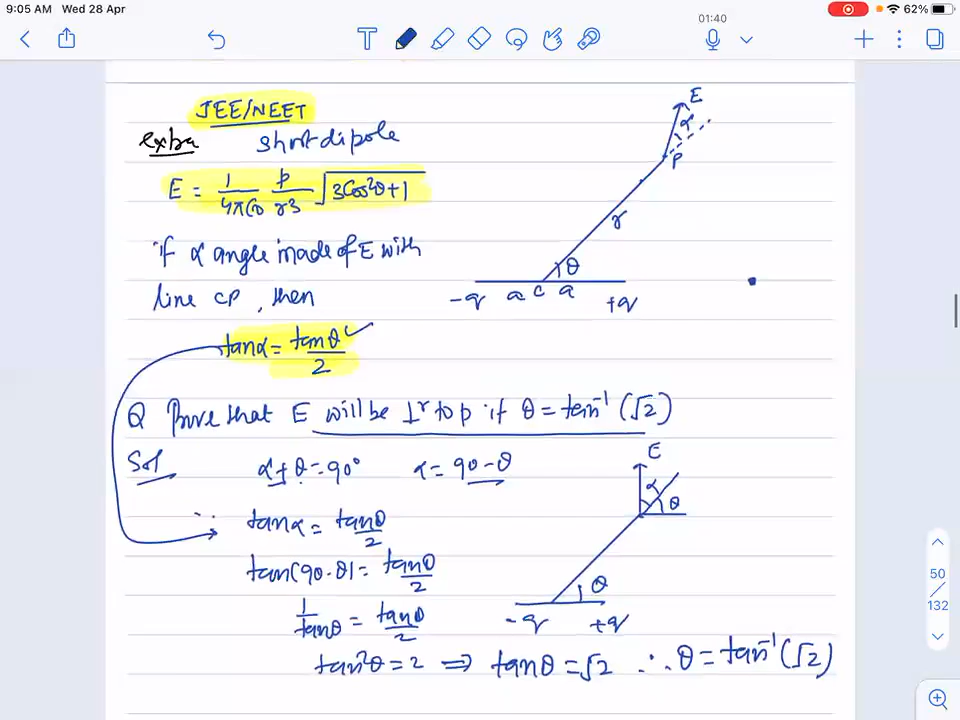 9:05 AM Wed 28 Apr
62%
01:40
JEE/NEET
extra short dipole
E = 1/4πϵ0 p/r3 √3Cos²θ+1
if α angle made of E with
line CP, then
tanα = tanθ/2
E
α
P
r
θ
-q a c a +q
Q Prove that E will be ⊥r to p if θ = tan⁻¹(√2)
Sol α+θ=90° α=90-θ
∵ tanα = tanθ/2
tan(90-θ) = tanθ/2
1/tanθ = tanθ/2
tan²θ=2 ⟹ tanθ=√2 ∴ θ=tan⁻¹(√2)
E
α
θ
θ
-q +q
50
/
132